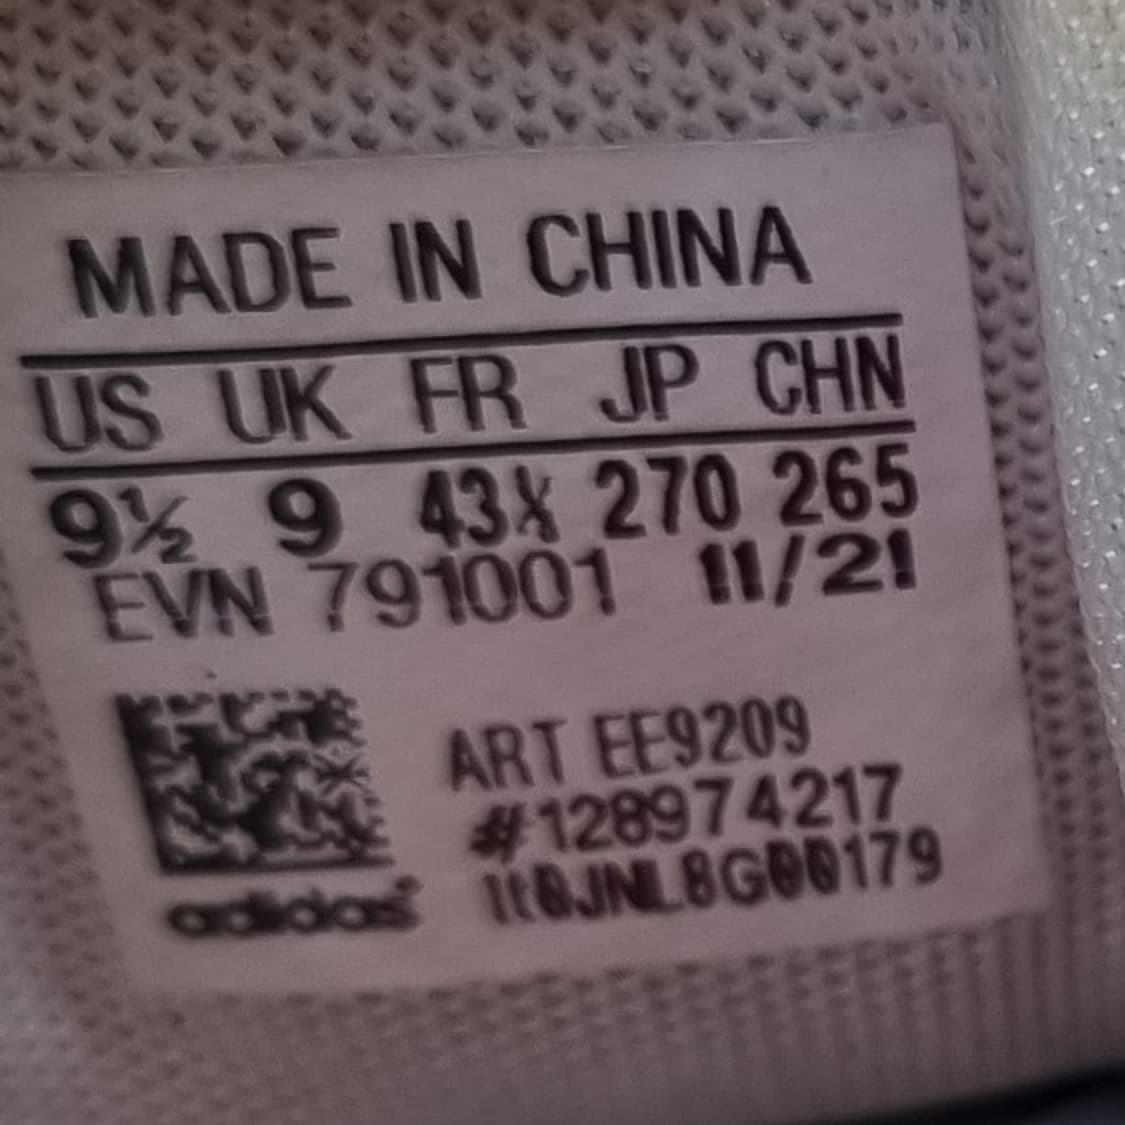 MADE IN CHINA
US UK FR JP CHN
9½ 9 43⅓ 270 265
EVN 791001 11/21
ART EE9209
#128974217
1t0JNL8G00179
adidas